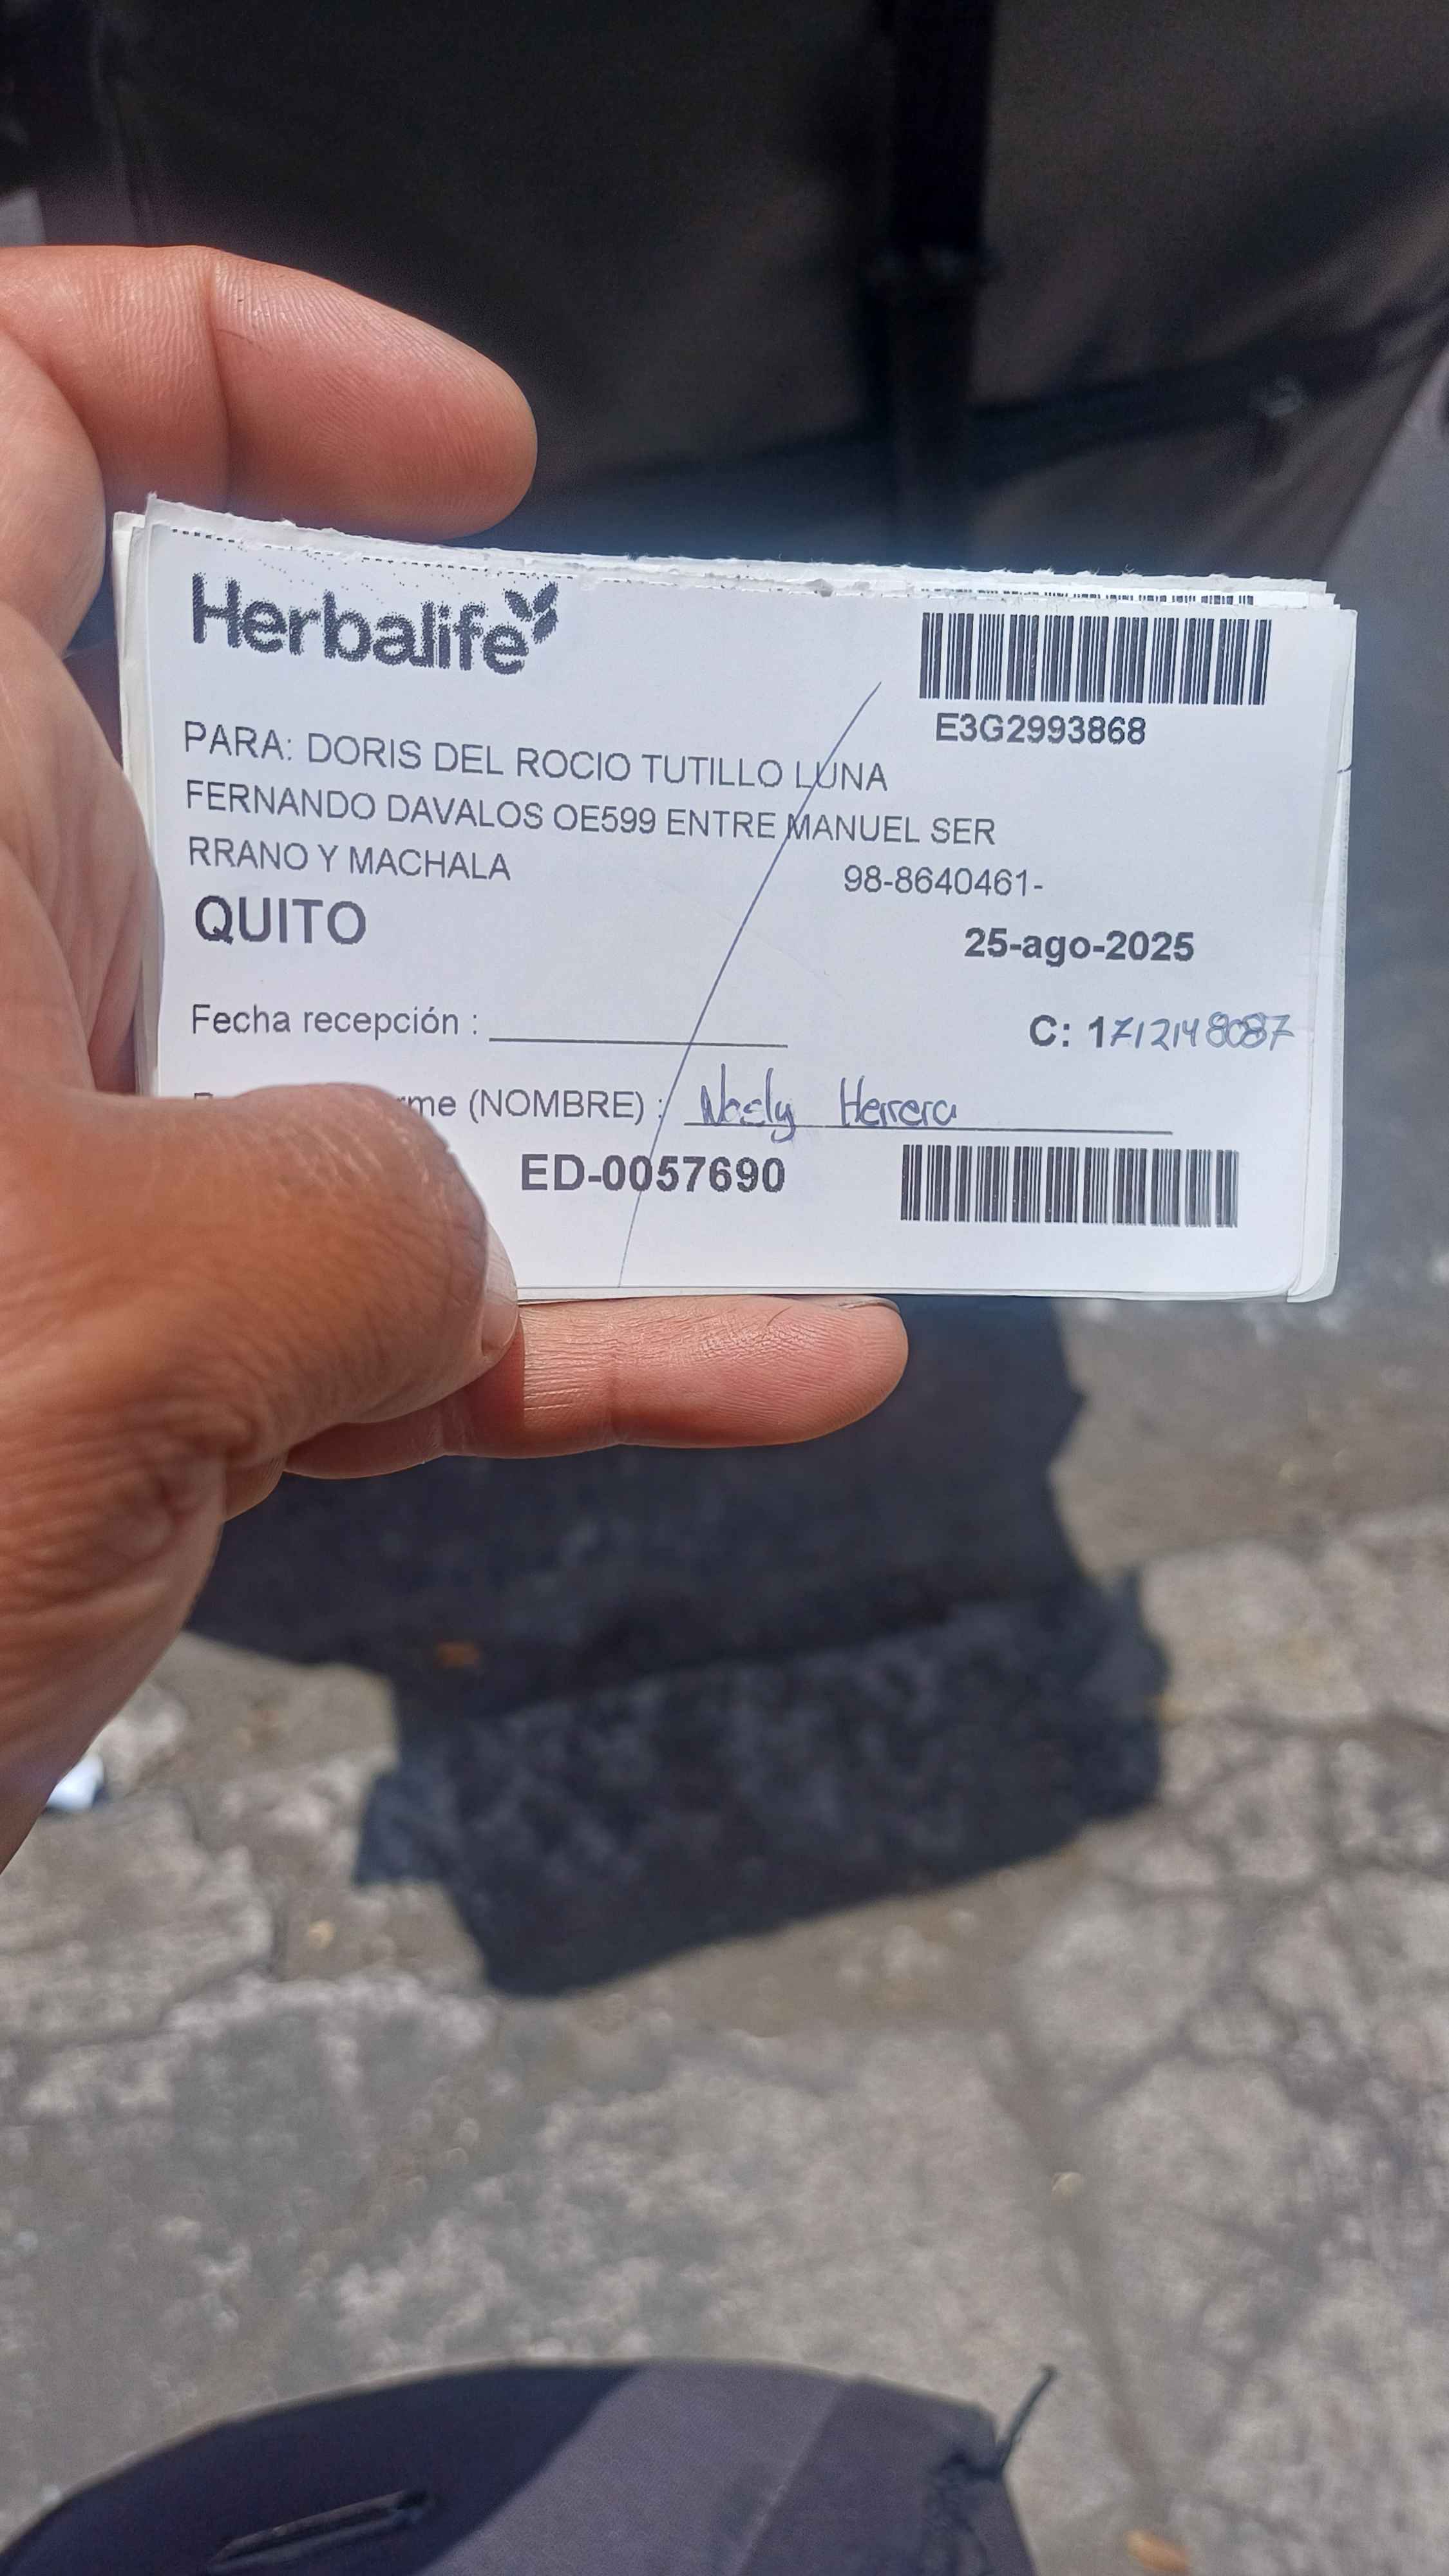 Herbalife
E3G2993868
PARA: DORIS DEL ROCIO TUTILLO LUNA
FERNANDO DAVALOS OE599 ENTRE MANUEL SER
RRANO Y MACHALA
98-8640461-
QUITO
25-ago-2025
Fecha recepción :
C: 1712148087
(NOMBRE) : Herrera
ED-0057690